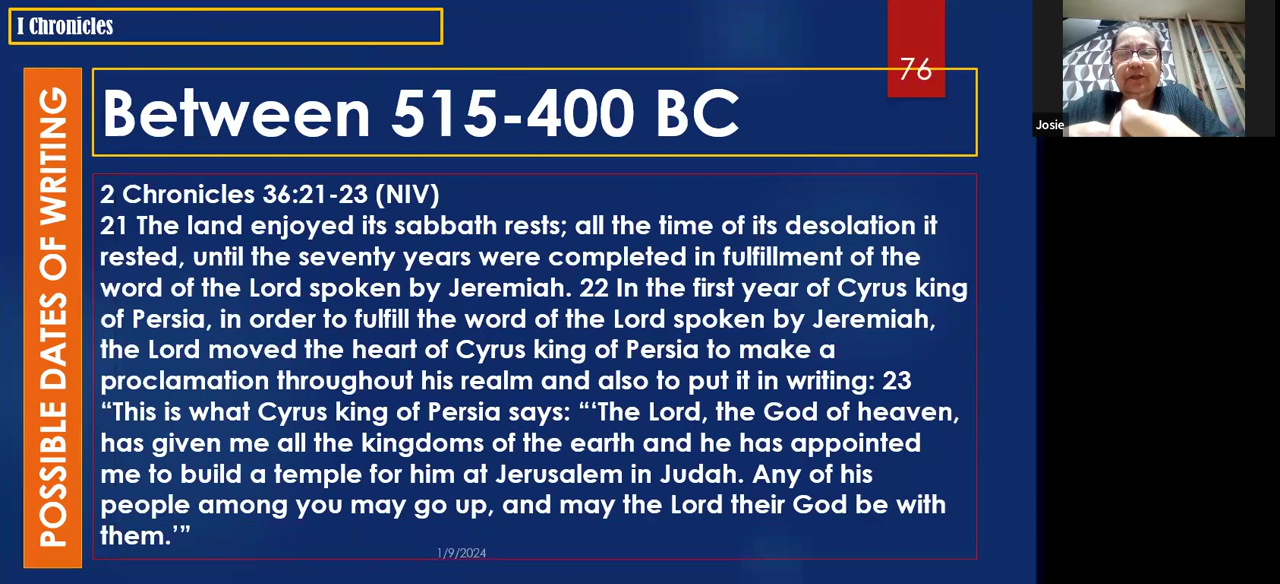 I Chronicles
76
Josie
POSSIBLE DATES OF WRITING
Between 515-400 BC
2 Chronicles 36:21-23 (NIV)
21 The land enjoyed its sabbath rests; all the time of its desolation it
rested, until the seventy years were completed in fulfillment of the
word of the Lord spoken by Jeremiah. 22 In the first year of Cyrus king
of Persia, in order to fulfill the word of the Lord spoken by Jeremiah,
the Lord moved the heart of Cyrus king of Persia to make a
proclamation throughout his realm and also to put it in writing: 23
“This is what Cyrus king of Persia says: “‘The Lord, the God of heaven,
has given me all the kingdoms of the earth and he has appointed
me to build a temple for him at Jerusalem in Judah. Any of his
people among you may go up, and may the Lord their God be with
them.’”
1/9/2024